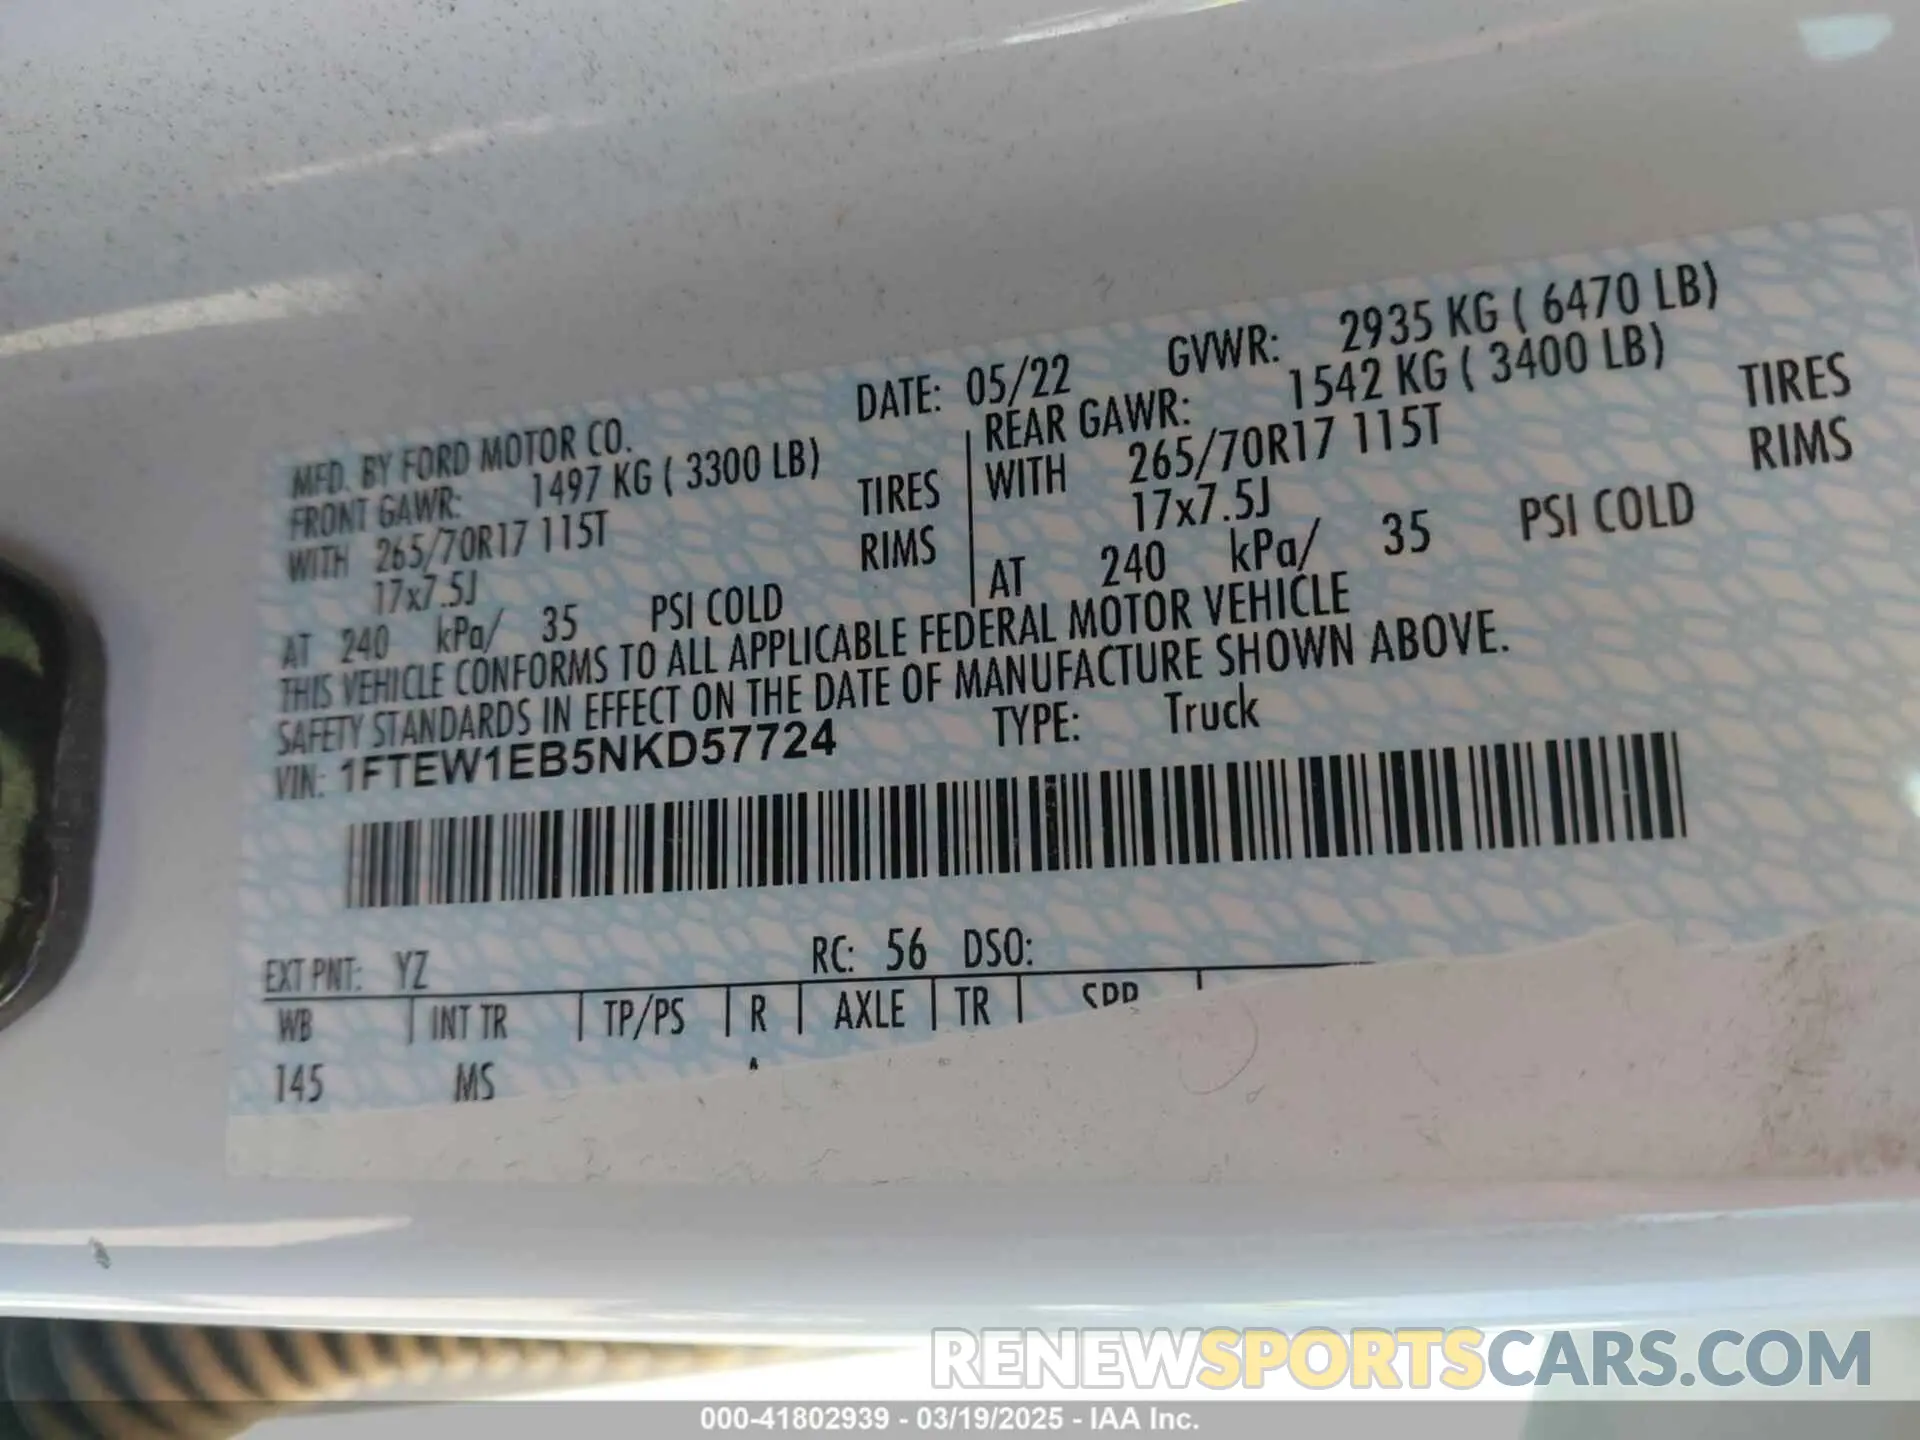 MFD. BY FORD MOTOR CO. DATE: 05/22 GVWR: 2935 KG ( 6470 LB)
FRONT GAWR: 1497 KG ( 3300 LB) REAR GAWR: 1542 KG ( 3400 LB)
WITH 265/70R17 115T TIRES WITH 265/70R17 115T TIRES
17x7.5J RIMS 17x7.5J RIMS
AT 240 kPa/ 35 PSI COLD AT 240 kPa/ 35 PSI COLD
THIS VEHICLE CONFORMS TO ALL APPLICABLE FEDERAL MOTOR VEHICLE
SAFETY STANDARDS IN EFFECT ON THE DATE OF MANUFACTURE SHOWN ABOVE.
VIN: 1FTEW1EB5NKD57724 TYPE: Truck
EXT PNT: YZ RC: 56 DSO:
WB INT TR TP/PS R AXLE TR
145 MS
RENEWSPORTSCARS.COM
000-41802939 - 03/19/2025 - IAA Inc.